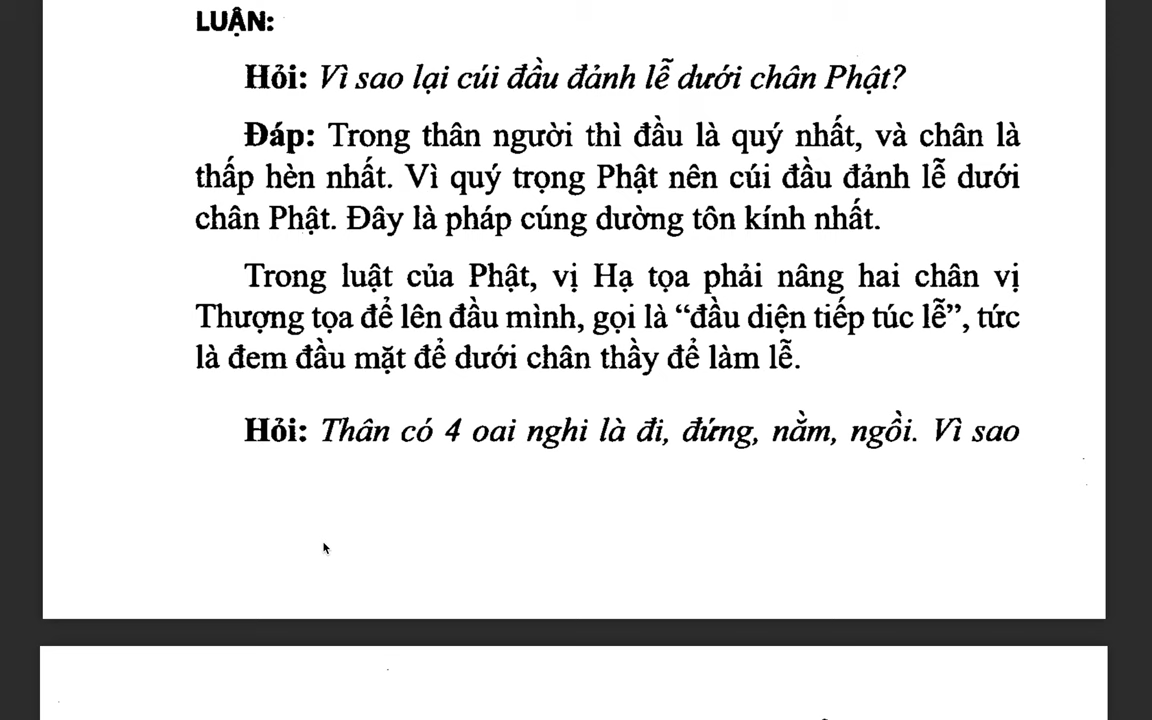 LUẬN:
Hỏi: Vì sao lại cúi đầu đảnh lễ dưới chân Phật?
Đáp: Trong thân người thì đầu là quý nhất, và chân là
thấp hèn nhất. Vì quý trọng Phật nên cúi đầu đảnh lễ dưới
chân Phật. Đây là pháp cúng dường tôn kính nhất.
Trong luật của Phật, vị Hạ tọa phải nâng hai chân vị
Thượng tọa để lên đầu mình, gọi là “đầu diện tiếp túc lễ”, tức
là đem đầu mặt để dưới chân thầy để làm lễ.
Hỏi: Thân có 4 oai nghi là đi, đứng, nằm, ngồi. Vì sao